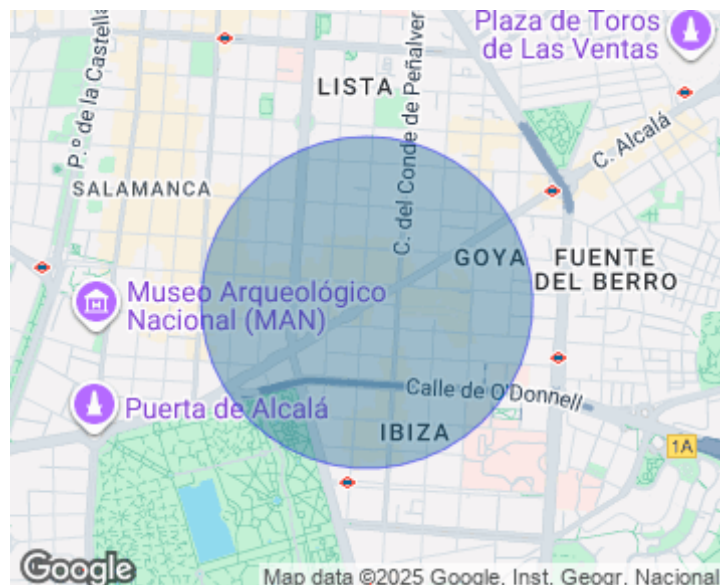 Plaza de Toros
de Las Ventas
P.º de la Castella
LISTA
C. del Conde de Peñalver
C. Alcalá
SALAMANCA
GOYA
FUENTE
DEL BERRO
Museo Arqueológico
Nacional (MAN)
Puerta de Alcalá
Calle de O'Donnell
IBIZA
1A
Google
Map data ©2025 Google, Inst. Geogr. Nacional